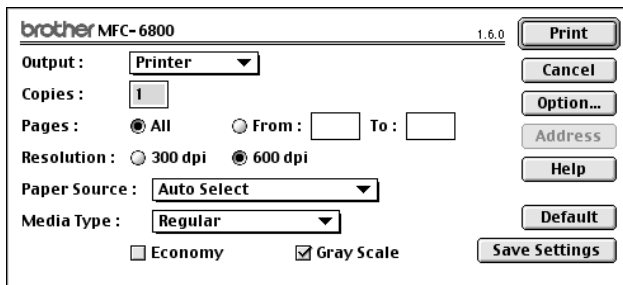 brother MFC-6800 1.6.0 Print
Output : Printer Cancel
Copies : 1 Option...
Pages : All From : To : Address
Resolution : 300 dpi 600 dpi Help
Paper Source : Auto Select
Media Type : Regular Default
Economy Gray Scale Save Settings